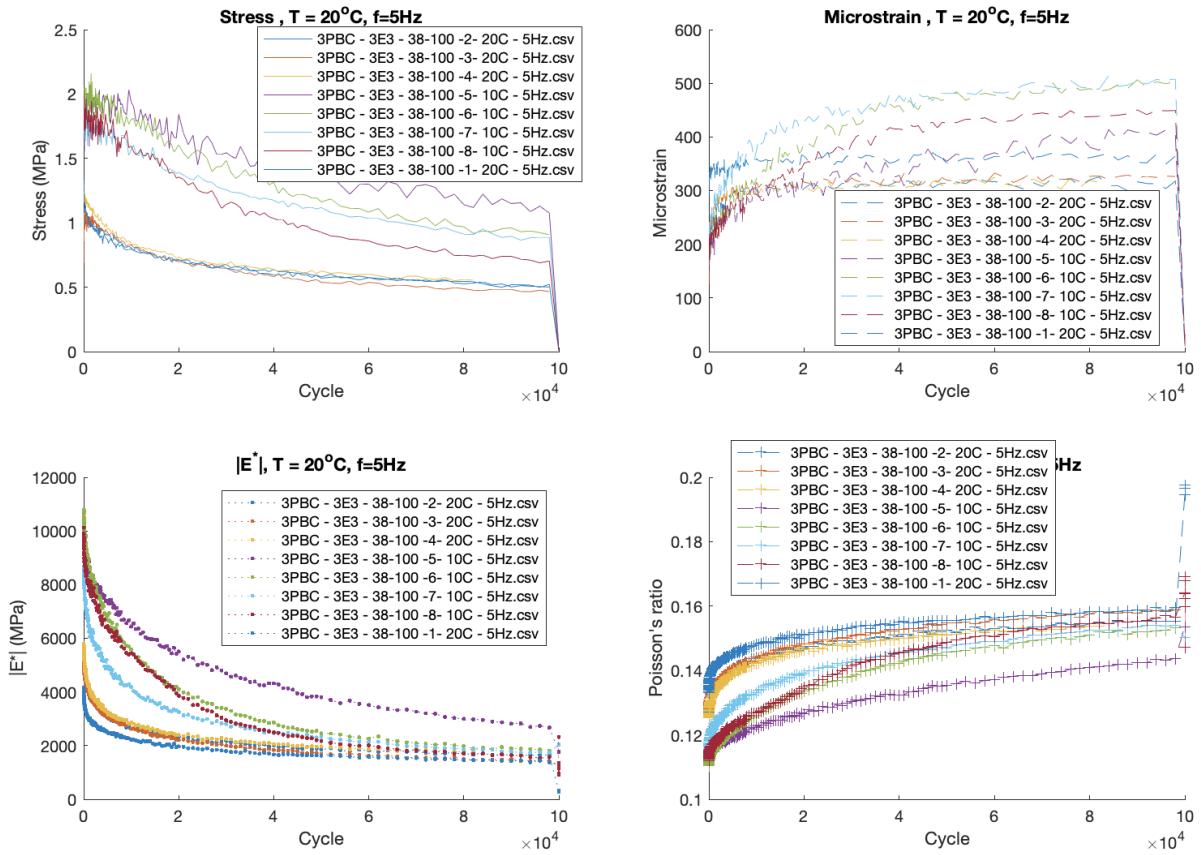 Stress , T = 20°C, f=5Hz
2.5
2
1.5
1
0.5
0
Stress (MPa)
3PBC - 3E3 - 38-100 -2- 20C - 5Hz.csv
3PBC - 3E3 - 38-100 -3- 20C - 5Hz.csv
3PBC - 3E3 - 38-100 -4- 20C - 5Hz.csv
3PBC - 3E3 - 38-100 -5- 10C - 5Hz.csv
3PBC - 3E3 - 38-100 -6- 10C - 5Hz.csv
3PBC - 3E3 - 38-100 -7- 10C - 5Hz.csv
3PBC - 3E3 - 38-100 -8- 10C - 5Hz.csv
3PBC - 3E3 - 38-100 -1- 20C - 5Hz.csv
0 2 4 6 8 10
Cycle
×10⁴
Microstrain , T = 20°C, f=5Hz
600
500
400
300
200
100
0
Microstrain
3PBC - 3E3 - 38-100 -2- 20C - 5Hz.csv
3PBC - 3E3 - 38-100 -3- 20C - 5Hz.csv
3PBC - 3E3 - 38-100 -4- 20C - 5Hz.csv
3PBC - 3E3 - 38-100 -5- 10C - 5Hz.csv
3PBC - 3E3 - 38-100 -6- 10C - 5Hz.csv
3PBC - 3E3 - 38-100 -7- 10C - 5Hz.csv
3PBC - 3E3 - 38-100 -8- 10C - 5Hz.csv
3PBC - 3E3 - 38-100 -1- 20C - 5Hz.csv
0 2 4 6 8 10
Cycle
×10⁴
|E*|, T = 20°C, f=5Hz
12000
10000
8000
6000
4000
2000
0
|E*| (MPa)
3PBC - 3E3 - 38-100 -2- 20C - 5Hz.csv
3PBC - 3E3 - 38-100 -3- 20C - 5Hz.csv
3PBC - 3E3 - 38-100 -4- 20C - 5Hz.csv
3PBC - 3E3 - 38-100 -5- 10C - 5Hz.csv
3PBC - 3E3 - 38-100 -6- 10C - 5Hz.csv
3PBC - 3E3 - 38-100 -7- 10C - 5Hz.csv
3PBC - 3E3 - 38-100 -8- 10C - 5Hz.csv
3PBC - 3E3 - 38-100 -1- 20C - 5Hz.csv
0 2 4 6 8 10
Cycle
×10⁴
Hz
0.2
0.18
0.16
0.14
0.12
0.1
Poisson's ratio
3PBC - 3E3 - 38-100 -2- 20C - 5Hz.csv
3PBC - 3E3 - 38-100 -3- 20C - 5Hz.csv
3PBC - 3E3 - 38-100 -4- 20C - 5Hz.csv
3PBC - 3E3 - 38-100 -5- 10C - 5Hz.csv
3PBC - 3E3 - 38-100 -6- 10C - 5Hz.csv
3PBC - 3E3 - 38-100 -7- 10C - 5Hz.csv
3PBC - 3E3 - 38-100 -8- 10C - 5Hz.csv
3PBC - 3E3 - 38-100 -1- 20C - 5Hz.csv
0 2 4 6 8 10
Cycle
×10⁴